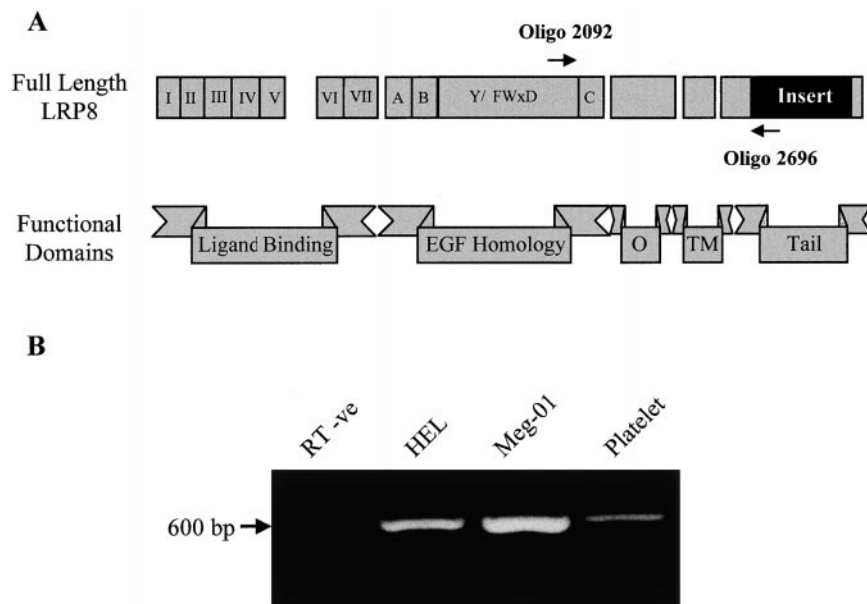 A
Oligo 2092
Full Length
LRP8
I II III IV V VI VII A B Y/ FWxD C Insert
Oligo 2696
Functional
Domains
Ligand Binding EGF Homology O TM Tail
B
RT -ve HEL Meg-01 Platelet
600 bp